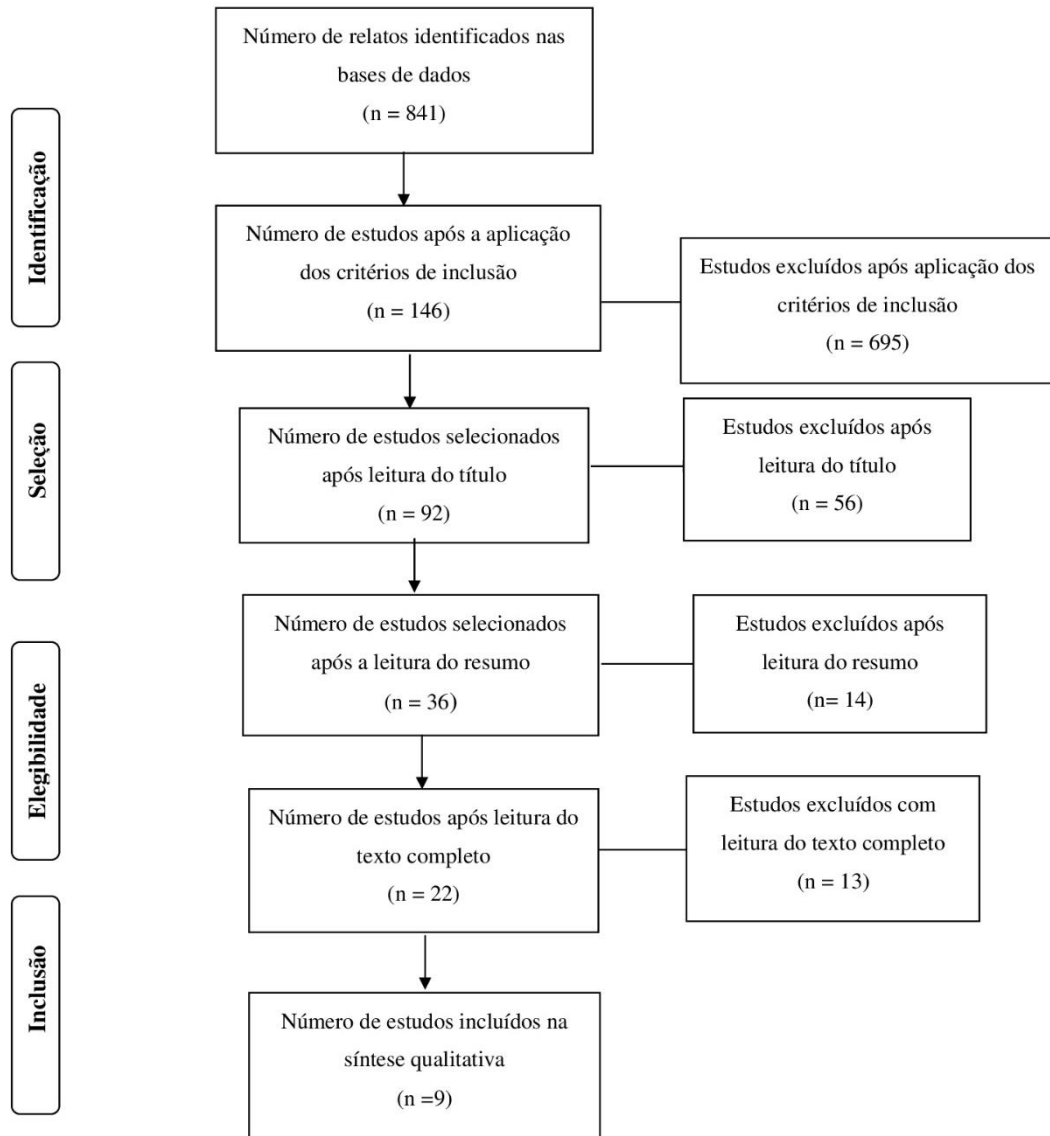 Número de relatos identificados nas
bases de dados
(n = 841)
Identificação
Número de estudos após a aplicação
dos critérios de inclusão
(n = 146)
Estudos excluídos após aplicação dos
critérios de inclusão
(n = 695)
Seleção
Número de estudos selecionados
após leitura do título
(n = 92)
Estudos excluídos após
leitura do título
(n = 56)
Número de estudos selecionados
após a leitura do resumo
(n = 36)
Estudos excluídos após
leitura do resumo
(n= 14)
Elegibilidade
Número de estudos após leitura do
texto completo
(n = 22)
Estudos excluídos com
leitura do texto completo
(n = 13)
Inclusão
Número de estudos incluídos na
síntese qualitativa
(n =9)